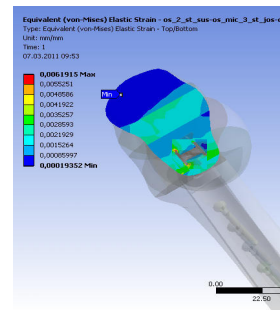 Equivalent (von-Mises) Elastic Strain - os_2_st_sus-os_mic_3_st_jos-c
Type: Equivalent (von-Mises) Elastic Strain - Top/Bottom
Unit: mm/mm
Time: 1
07.03.2011 09:53
0,0061915 Max
0,0055251
0,0048586
0,0041922
0,0035257
0,0028593
0,0021929
0,0015264
0,00085997
0,00019352 Min
Min
0.00
22.50